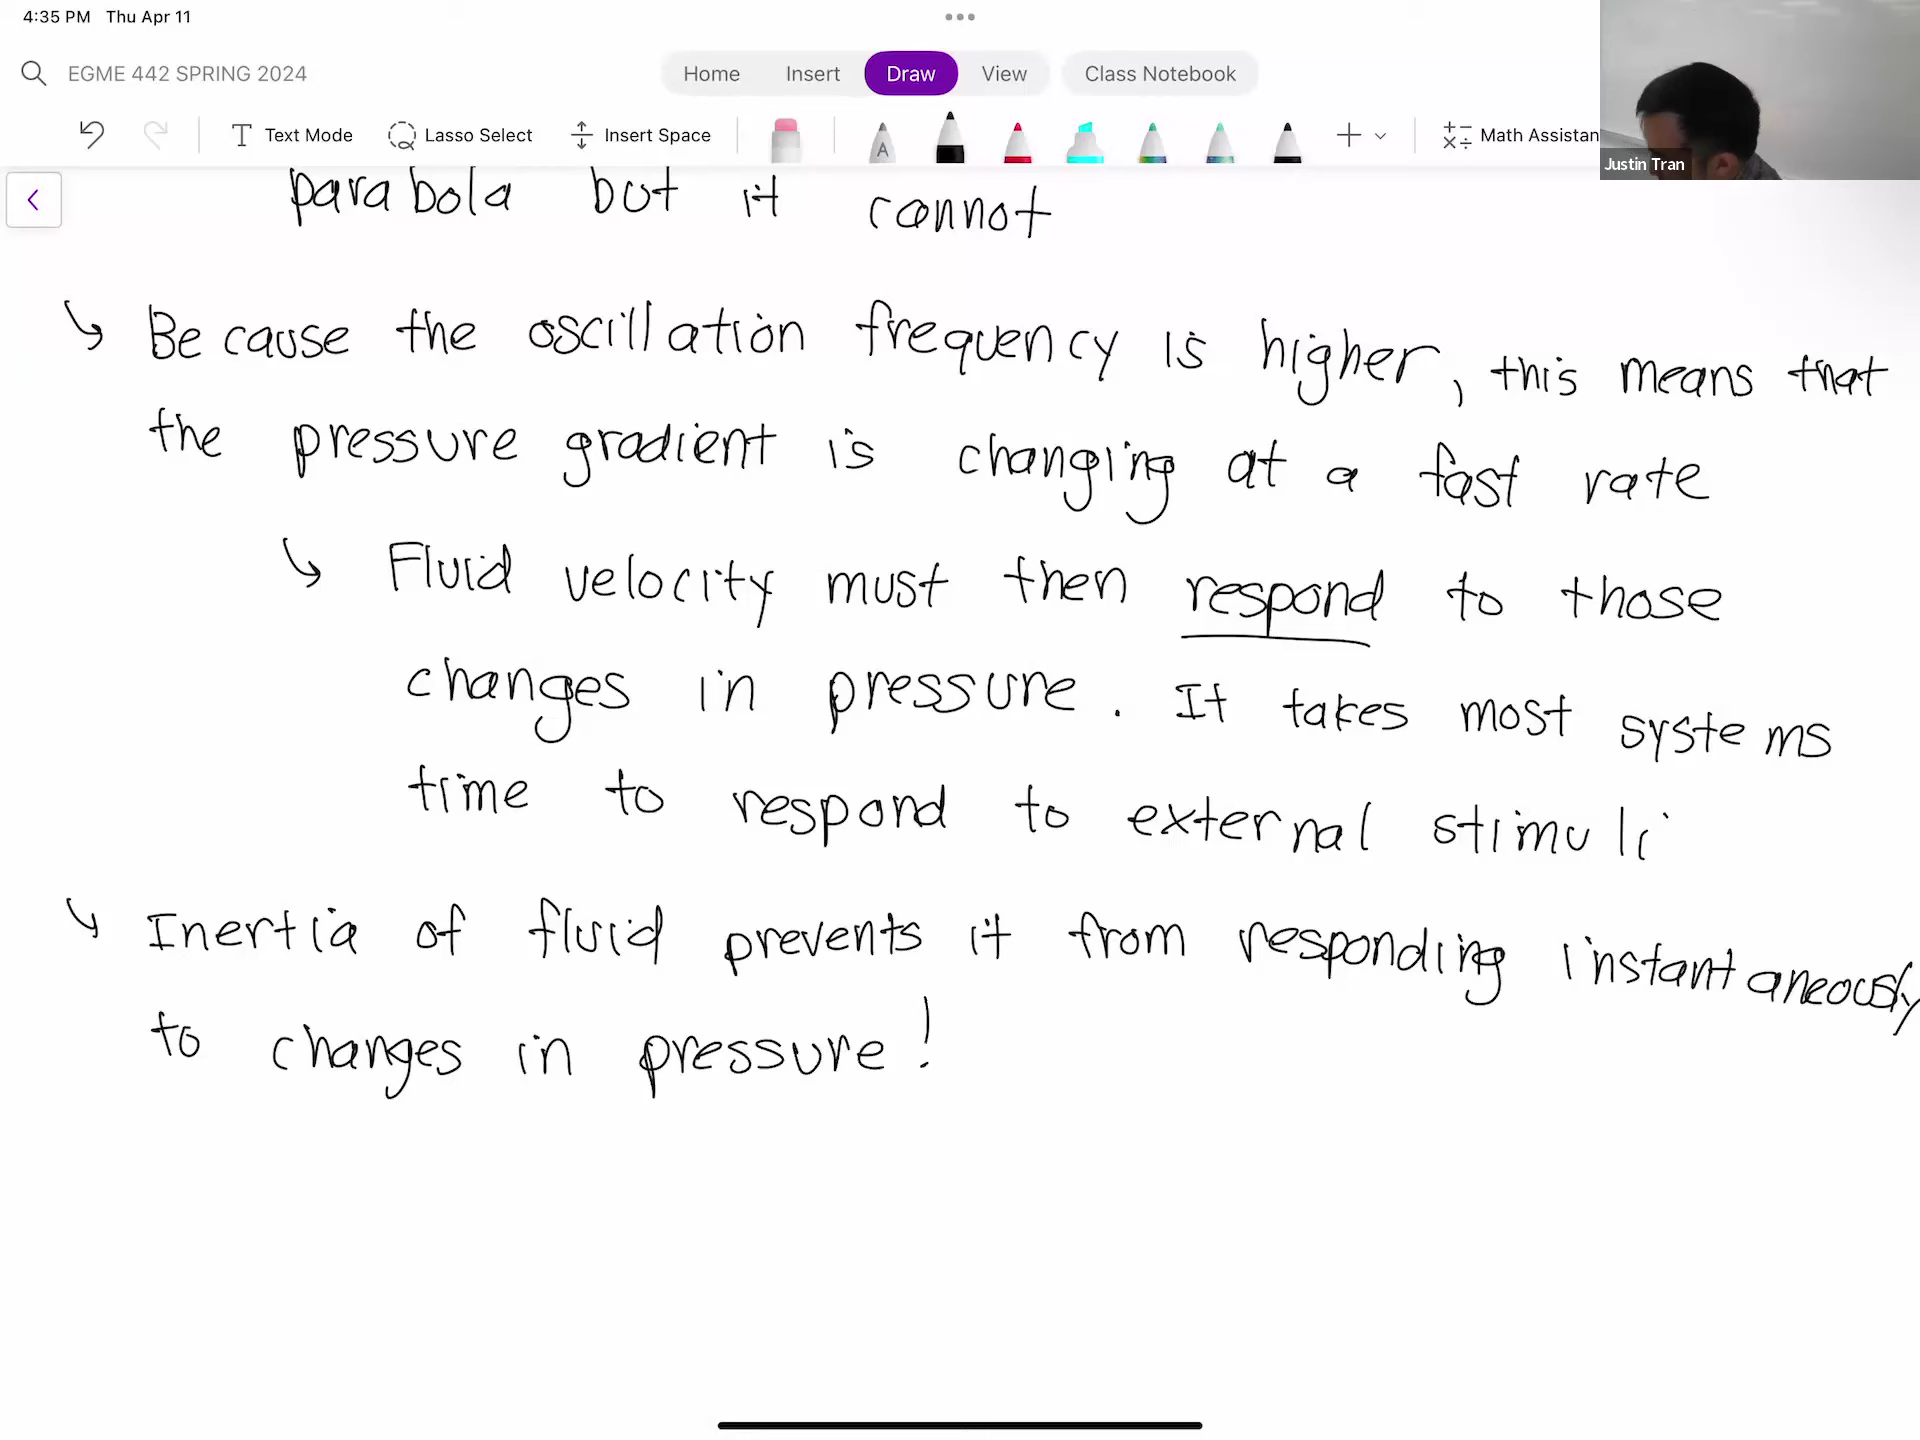 4:35 PM Thu Apr 11
EGME 442 SPRING 2024
Home Insert Draw View Class Notebook
Text Mode Lasso Select Insert Space A Math Assistan
Justin Tran
parabola but it cannot
Because the oscillation frequency is higher, this means that
the pressure gradient is changing at a fast rate
Fluid velocity must then respond to those
changes in pressure. It takes most systems
time to respond to external stimuli
Inertia of fluid prevents it from responding instantaneously
to changes in pressure!